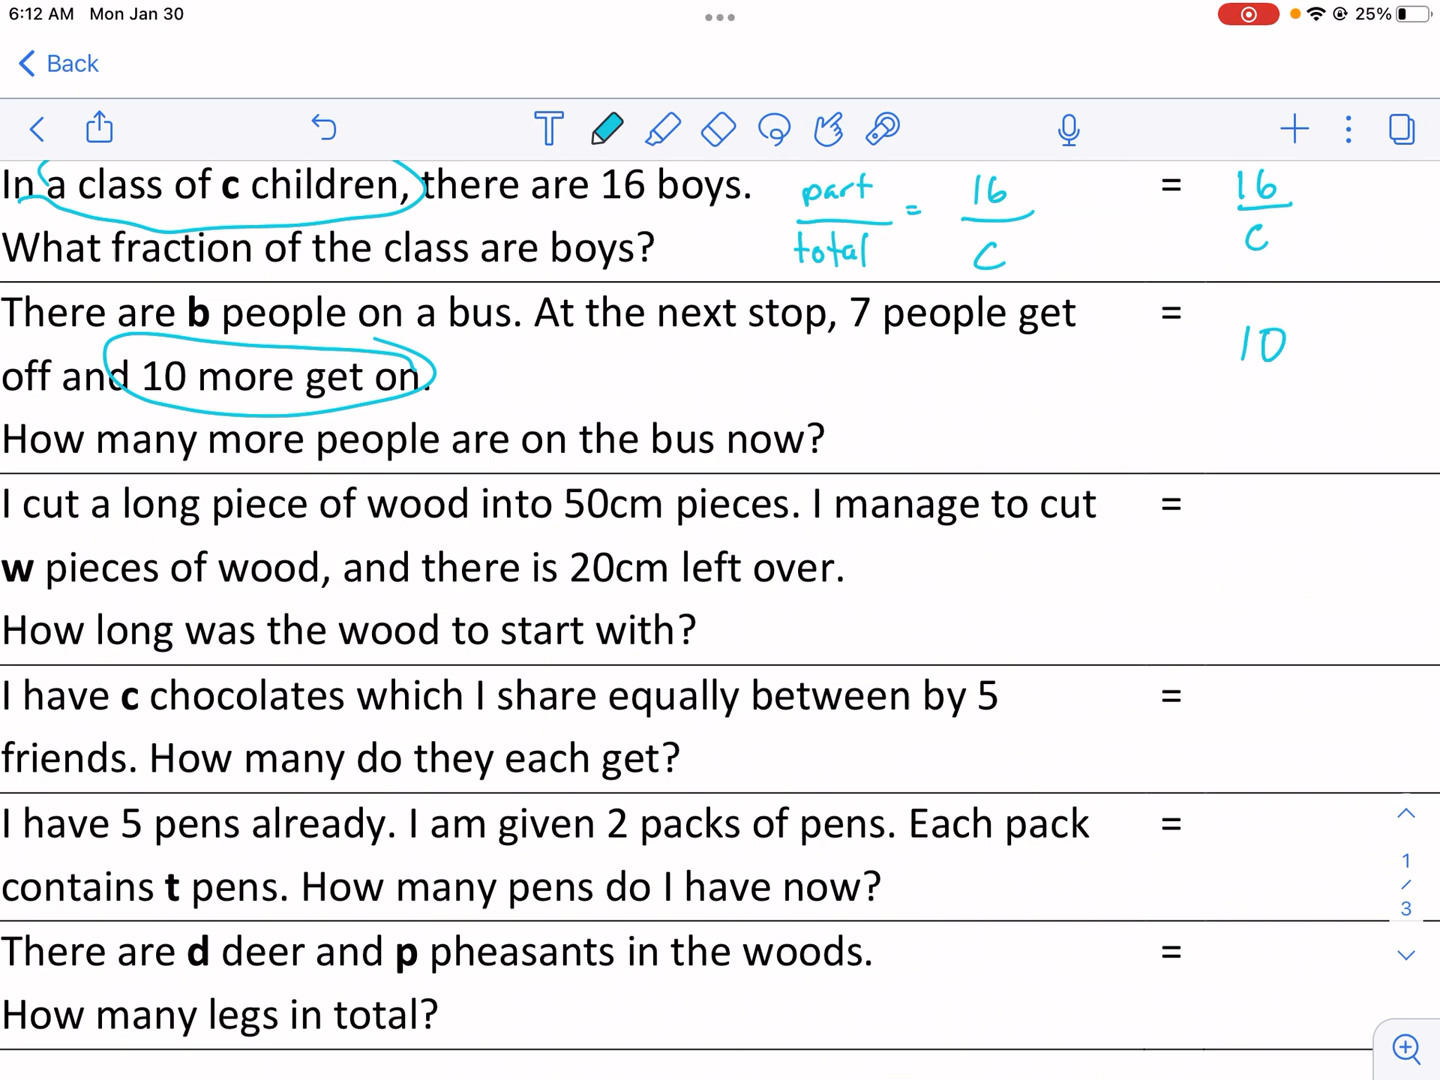 6:12 AM Mon Jan 30
25%
Back
In a class of c children, there are 16 boys. part/total = 16/c = 16/c
What fraction of the class are boys?
There are b people on a bus. At the next stop, 7 people get = 10
off and 10 more get on.
How many more people are on the bus now?
I cut a long piece of wood into 50cm pieces. I manage to cut =
w pieces of wood, and there is 20cm left over.
How long was the wood to start with?
I have c chocolates which I share equally between by 5 =
friends. How many do they each get?
I have 5 pens already. I am given 2 packs of pens. Each pack =
contains t pens. How many pens do I have now?
1
/
3
There are d deer and p pheasants in the woods. =
How many legs in total?